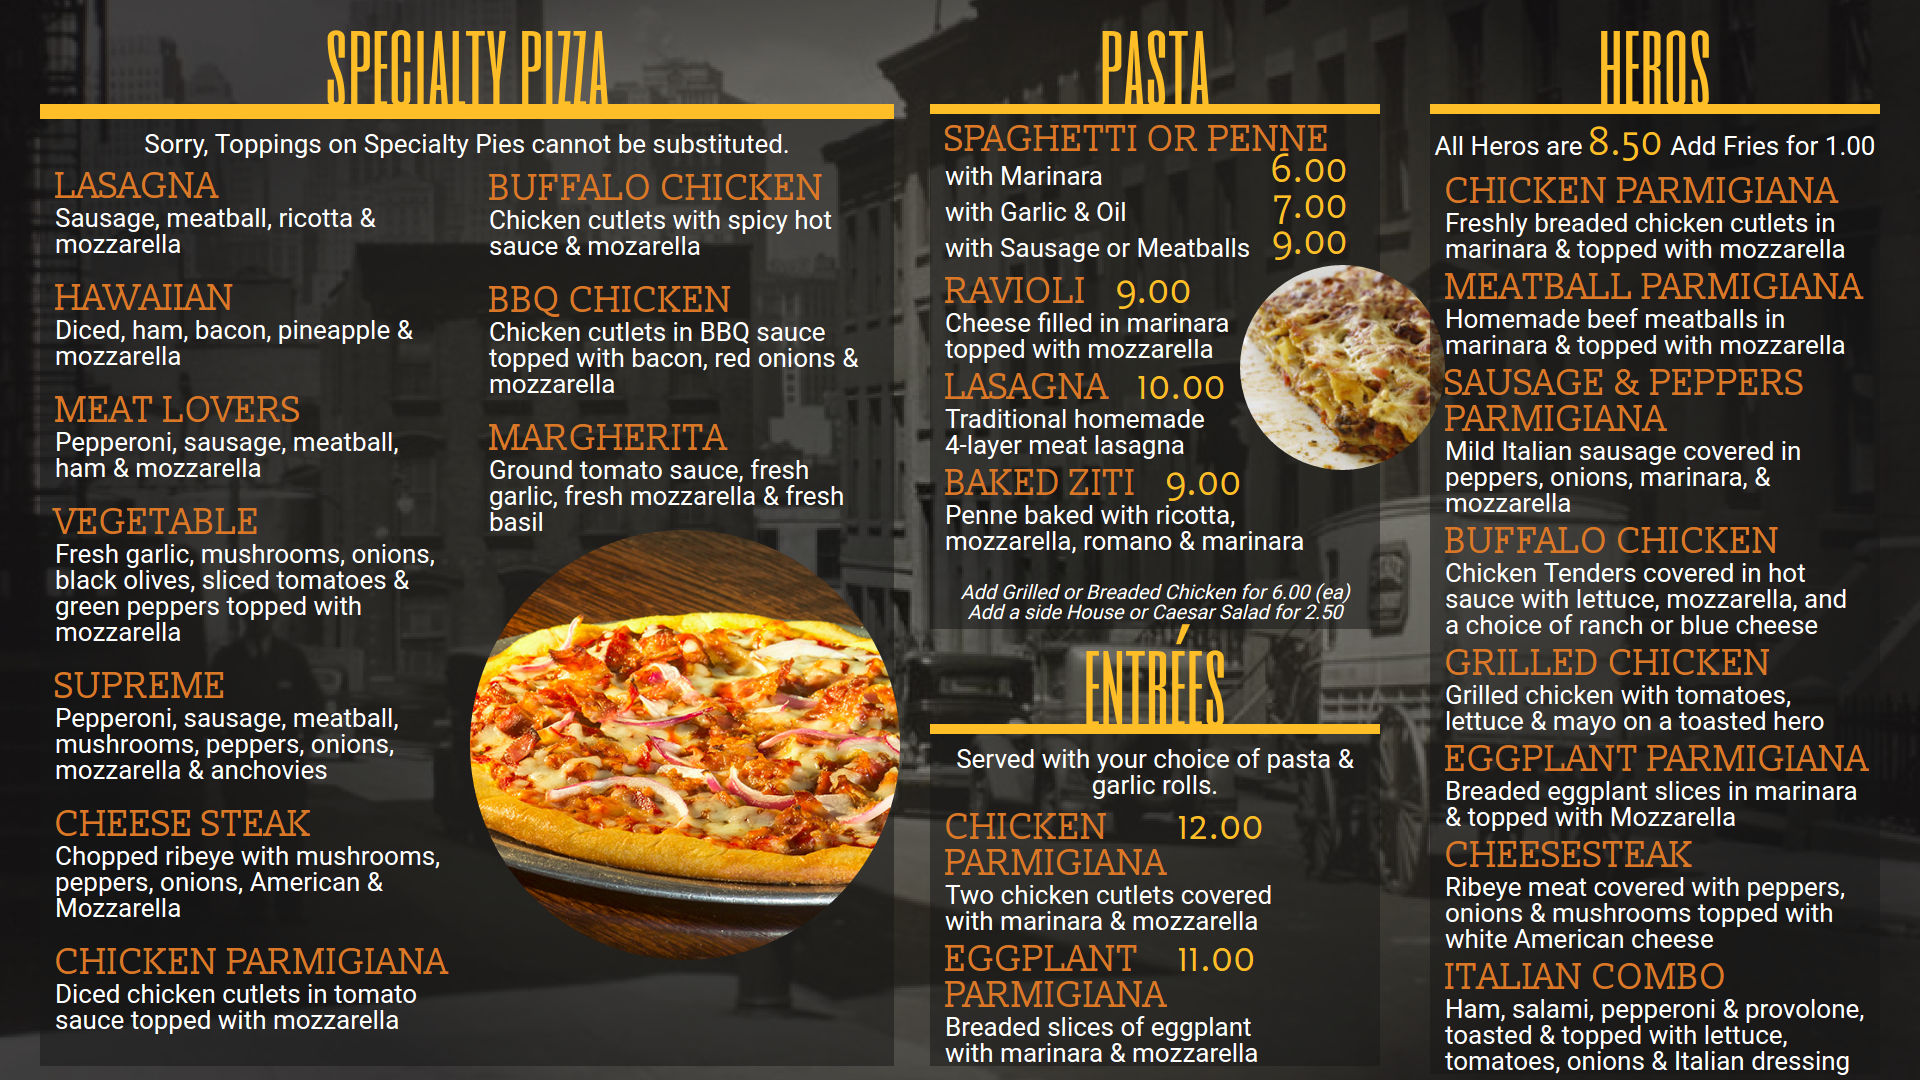 SPECIALTY PIZZA
Sorry, Toppings on Specialty Pies cannot be substituted.
LASAGNA
Sausage, meatball, ricotta &
mozzarella
HAWAIIAN
Diced, ham, bacon, pineapple &
mozzarella
MEAT LOVERS
Pepperoni, sausage, meatball,
ham & mozzarella
VEGETABLE
Fresh garlic, mushrooms, onions,
black olives, sliced tomatoes &
green peppers topped with
mozzarella
SUPREME
Pepperoni, sausage, meatball,
mushrooms, peppers, onions,
mozzarella & anchovies
CHEESE STEAK
Chopped ribeye with mushrooms,
peppers, onions, American &
Mozzarella
CHICKEN PARMIGIANA
Diced chicken cutlets in tomato
sauce topped with mozzarella
BUFFALO CHICKEN
Chicken cutlets with spicy hot
sauce & mozarella
BBQ CHICKEN
Chicken cutlets in BBQ sauce
topped with bacon, red onions &
mozzarella
MARGHERITA
Ground tomato sauce, fresh
garlic, fresh mozzarella & fresh
basil
PASTA
SPAGHETTI OR PENNE
with Marinara 6.00
with Garlic & Oil 7.00
with Sausage or Meatballs 9.00
RAVIOLI 9.00
Cheese filled in marinara
topped with mozzarella
LASAGNA 10.00
Traditional homemade
4-layer meat lasagna
BAKED ZITI 9.00
Penne baked with ricotta,
mozzarella, romano & marinara
Add Grilled or Breaded Chicken for 6.00 (ea)
Add a side House or Caesar Salad for 2.50
ENTRÉES
Served with your choice of pasta &
garlic rolls.
CHICKEN 12.00
PARMIGIANA
Two chicken cutlets covered
with marinara & mozzarella
EGGPLANT 11.00
PARMIGIANA
Breaded slices of eggplant
with marinara & mozzarella
HEROS
All Heros are 8.50 Add Fries for 1.00
CHICKEN PARMIGIANA
Freshly breaded chicken cutlets in
marinara & topped with mozzarella
MEATBALL PARMIGIANA
Homemade beef meatballs in
marinara & topped with mozzarella
SAUSAGE & PEPPERS
PARMIGIANA
Mild Italian sausage covered in
peppers, onions, marinara, &
mozzarella
BUFFALO CHICKEN
Chicken Tenders covered in hot
sauce with lettuce, mozzarella, and
a choice of ranch or blue cheese
GRILLED CHICKEN
Grilled chicken with tomatoes,
lettuce & mayo on a toasted hero
EGGPLANT PARMIGIANA
Breaded eggplant slices in marinara
& topped with Mozzarella
CHEESESTEAK
Ribeye meat covered with peppers,
onions & mushrooms topped with
white American cheese
ITALIAN COMBO
Ham, salami, pepperoni & provolone,
toasted & topped with lettuce,
tomatoes, onions & Italian dressing